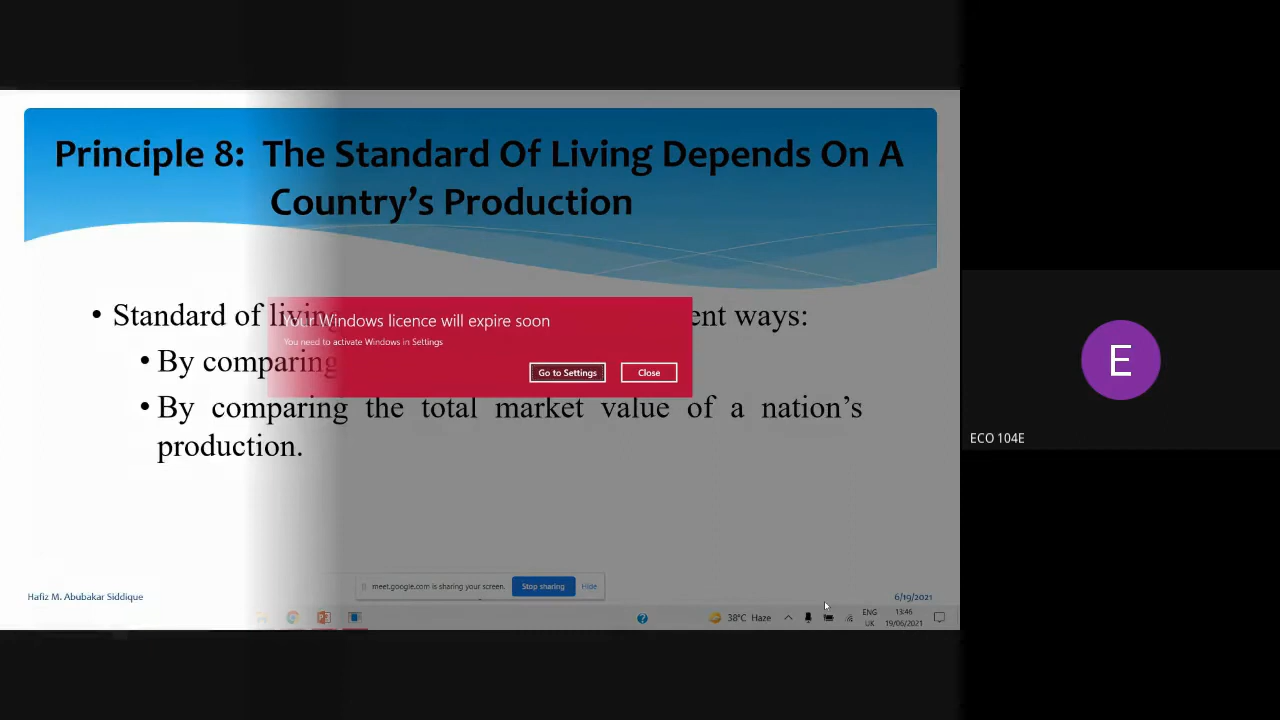 Principle 8: The Standard Of Living Depends On A
Country's Production
• Standard of living ent ways:
Your Windows licence will expire soon
You need to activate Windows in Settings
• By comparing
Go to Settings Close
• By comparing the total market value of a nation's
production.
E
ECO 104E
meet.google.com is sharing your screen. Stop sharing Hide
Hafiz M. Abubakar Siddique 6/19/2021
38°C Haze ENG 13:46
UK 19/06/2021